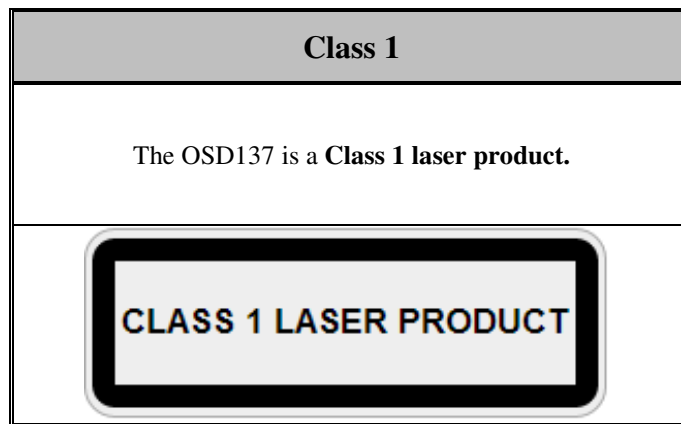 Class 1
The OSD137 is a Class 1 laser product.
CLASS 1 LASER PRODUCT